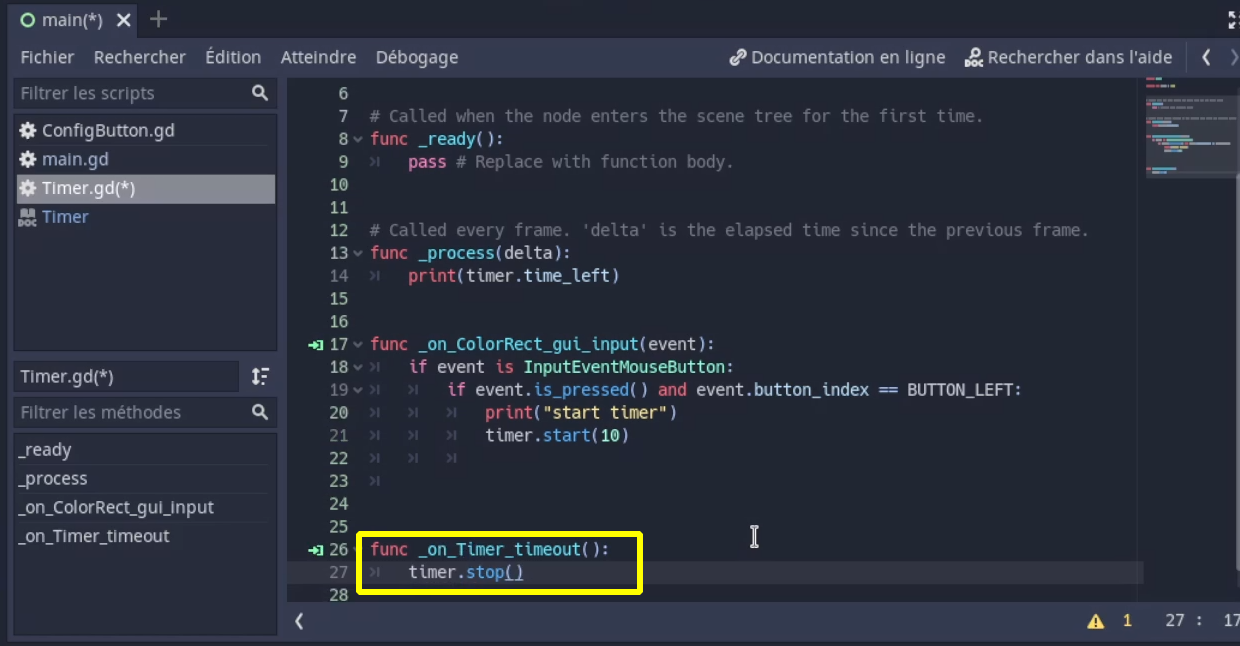 main(*)
Fichier Rechercher Édition Atteindre Débogage Documentation en ligne DOC Rechercher dans l'aide
Filtrer les scripts
ConfigButton.gd
main.gd
Timer.gd(*)
DOC Timer
Timer.gd(*)
Filtrer les méthodes
_ready
_process
_on_ColorRect_gui_input
_on_Timer_timeout
6
7 # Called when the node enters the scene tree for the first time.
8 func _ready():
9 pass # Replace with function body.
10
11
12 # Called every frame. 'delta' is the elapsed time since the previous frame.
13 func _process(delta):
14 print(timer.time_left)
15
16
17 func _on_ColorRect_gui_input(event):
18 if event is InputEventMouseButton:
19 if event.is_pressed() and event.button_index == BUTTON_LEFT:
20 print("start timer")
21 timer.start(10)
22
23
24
25
26 func _on_Timer_timeout():
27 timer.stop()
28
1 27 : 17